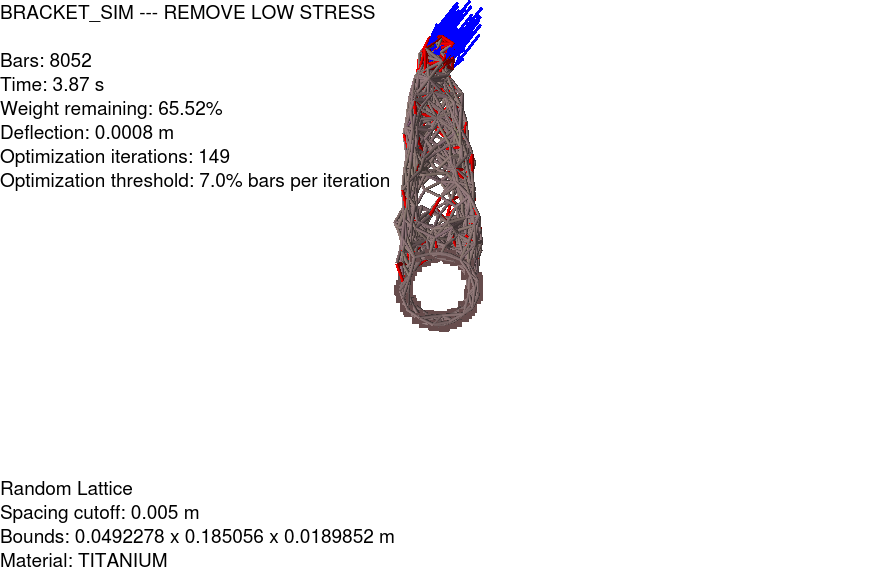 BRACKET_SIM --- REMOVE LOW STRESS
Bars: 8052
Time: 3.87 s
Weight remaining: 65.52%
Deflection: 0.0008 m
Optimization iterations: 149
Optimization threshold: 7.0% bars per iteration
Random Lattice
Spacing cutoff: 0.005 m
Bounds: 0.0492278 x 0.185056 x 0.0189852 m
Material: TITANIUM